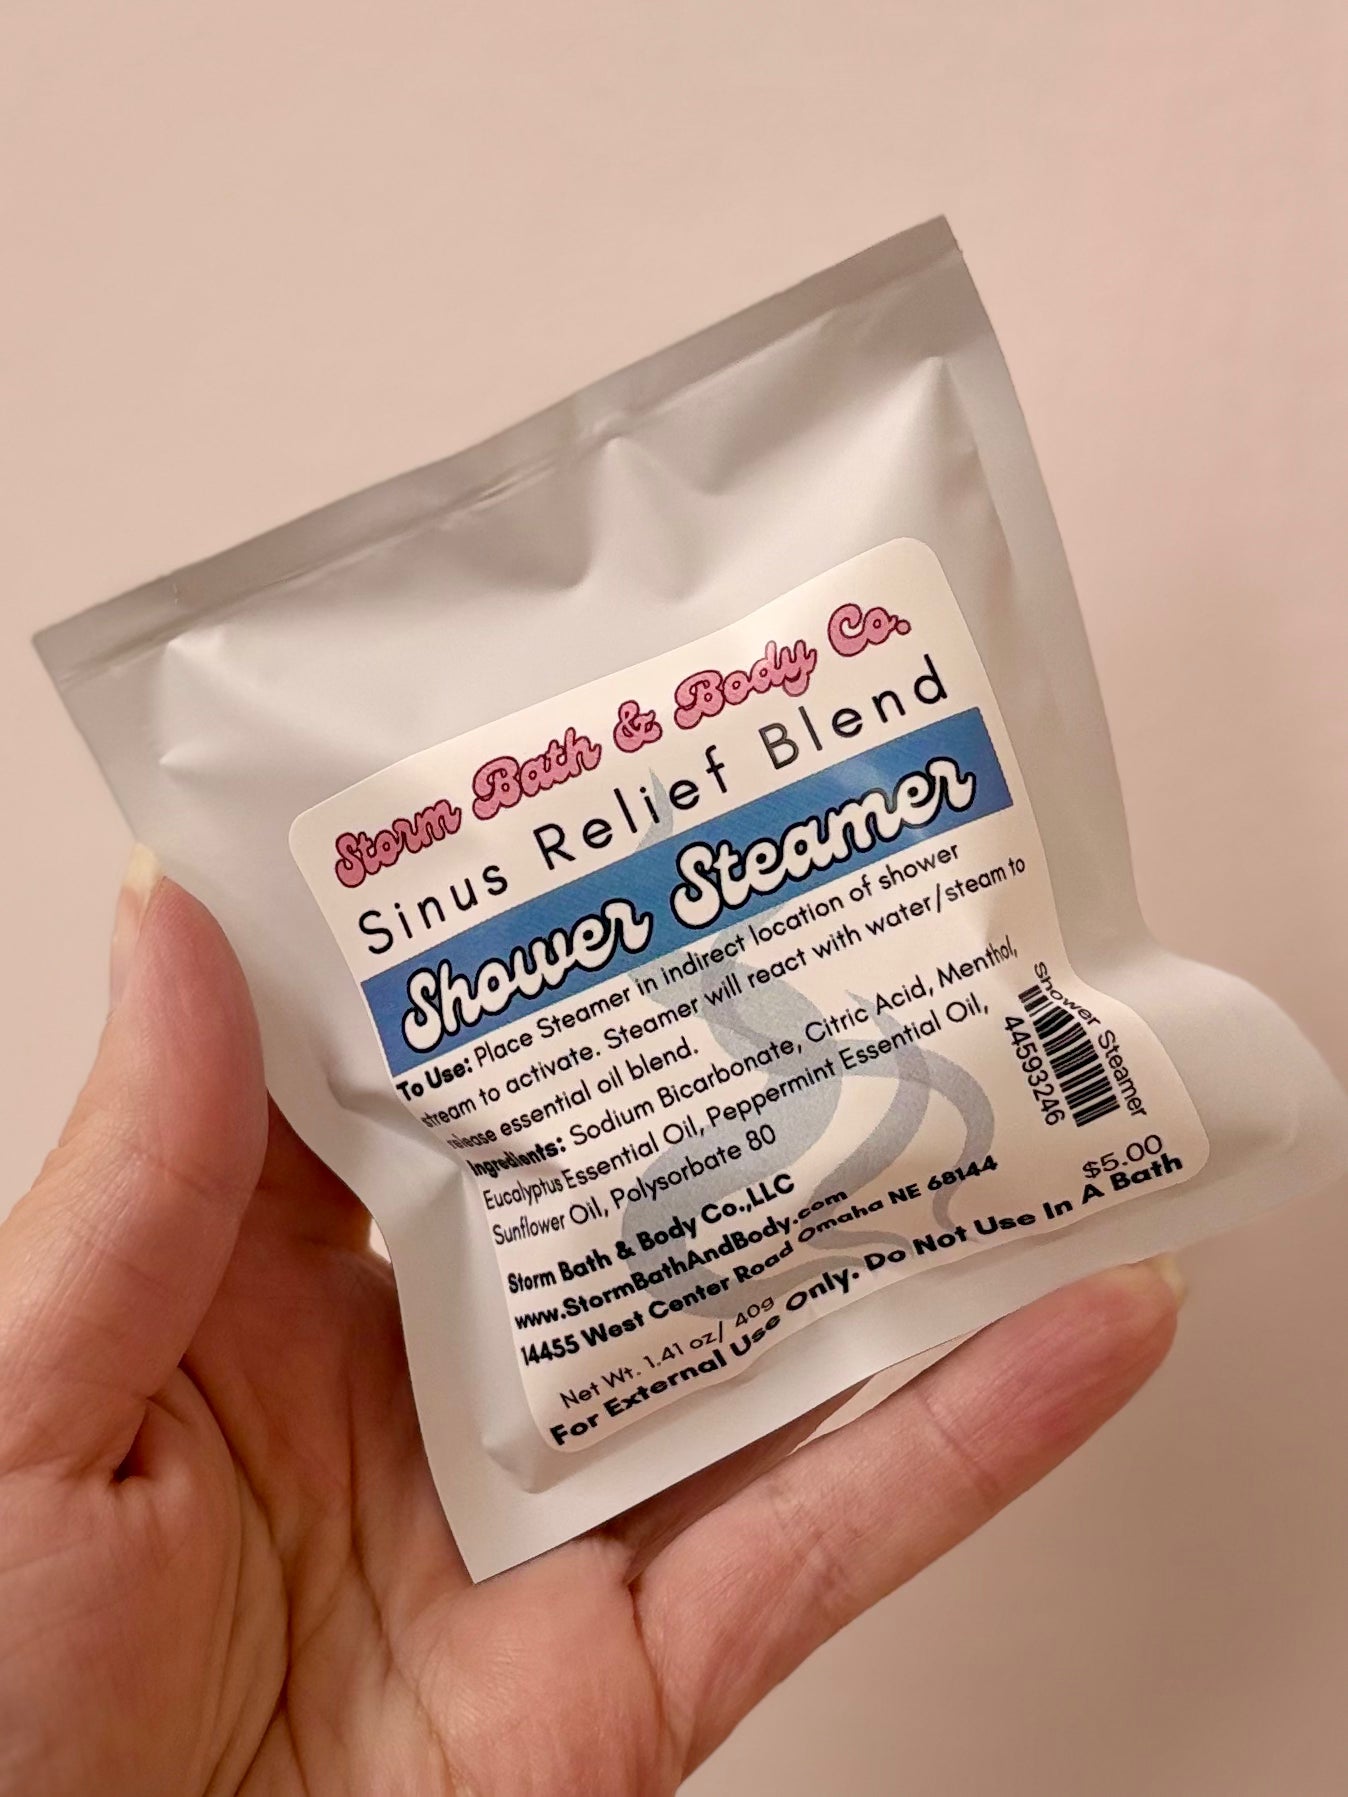 Storm Bath & Body Co.
Sinus Relief Blend
Shower Steamer
To Use: Place Steamer in indirect location of shower
stream to activate. Steamer will react with water/steam to
release essential oil blend.
Ingredients: Sodium Bicarbonate, Citric Acid, Menthol,
Eucalyptus Essential Oil, Peppermint Essential Oil,
Sunflower Oil, Polysorbate 80
Shower Steamer
44593246
$5.00
Storm Bath & Body Co.,LLC
www.StormBathAndBody.com
14455 West Center Road Omaha NE 68144
Net Wt. 1.41 oz/ 40g
For External Use Only. Do Not Use In A Bath